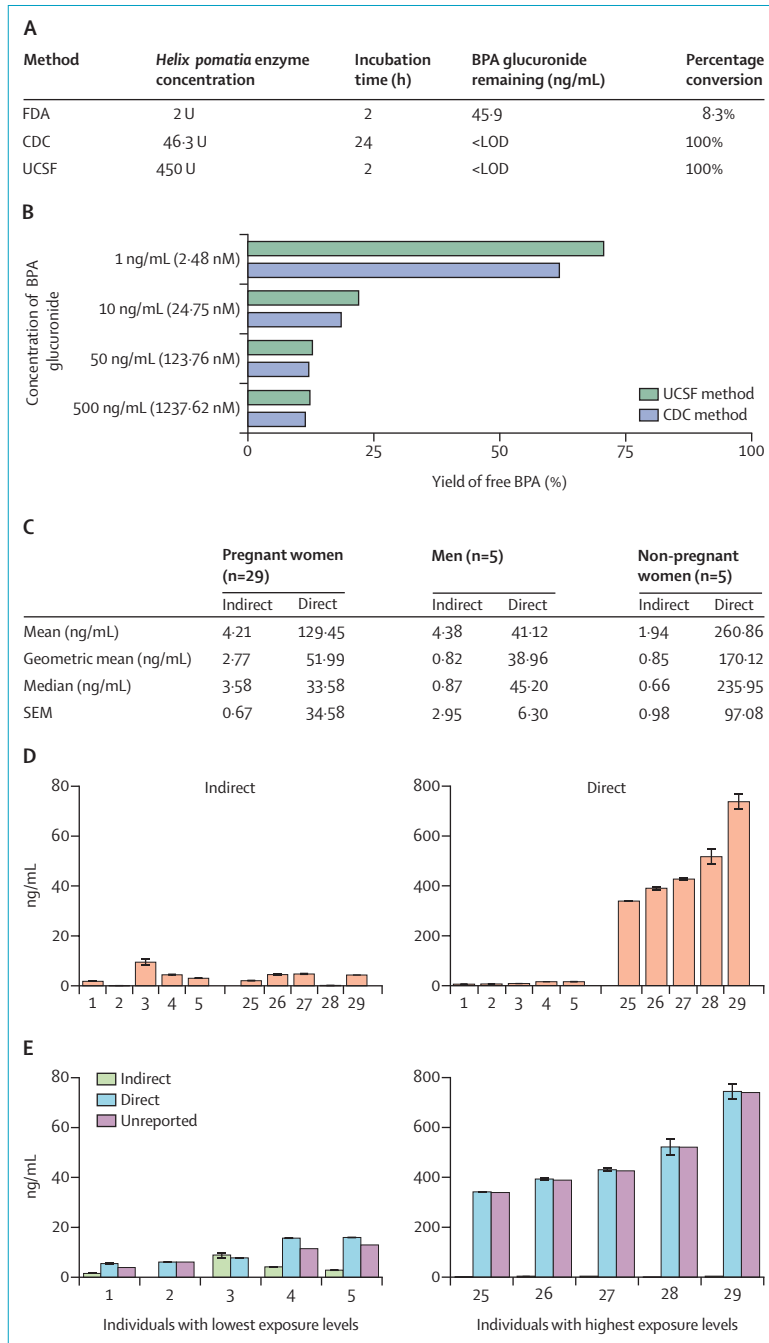 A
Method Helix pomatia enzyme concentration Incubation time (h) BPA glucuronide remaining (ng/mL) Percentage conversion
FDA 2 U 2 45·9 8·3%
CDC 46·3 U 24 <LOD 100%
UCSF 450 U 2 <LOD 100%
B
Concentration of BPA glucuronide
1 ng/mL (2·48 nM)
10 ng/mL (24·75 nM)
50 ng/mL (123·76 nM)
500 ng/mL (1237·62 nM)
UCSF method
CDC method
0 25 50 75 100
Yield of free BPA (%)
C
Pregnant women (n=29) Men (n=5) Non-pregnant women (n=5)
Indirect Direct Indirect Direct Indirect Direct
Mean (ng/mL) 4·21 129·45 4·38 41·12 1·94 260·86
Geometric mean (ng/mL) 2·77 51·99 0·82 38·96 0·85 170·12
Median (ng/mL) 3·58 33·58 0·87 45·20 0·66 235·95
SEM 0·67 34·58 2·95 6·30 0·98 97·08
D
Indirect
ng/mL
80
60
40
20
0
1 2 3 4 5 25 26 27 28 29
Direct
800
600
400
200
0
1 2 3 4 5 25 26 27 28 29
E
Indirect
Direct
Unreported
ng/mL
80
60
40
20
0
1 2 3 4 5
Individuals with lowest exposure levels
800
600
400
200
0
25 26 27 28 29
Individuals with highest exposure levels